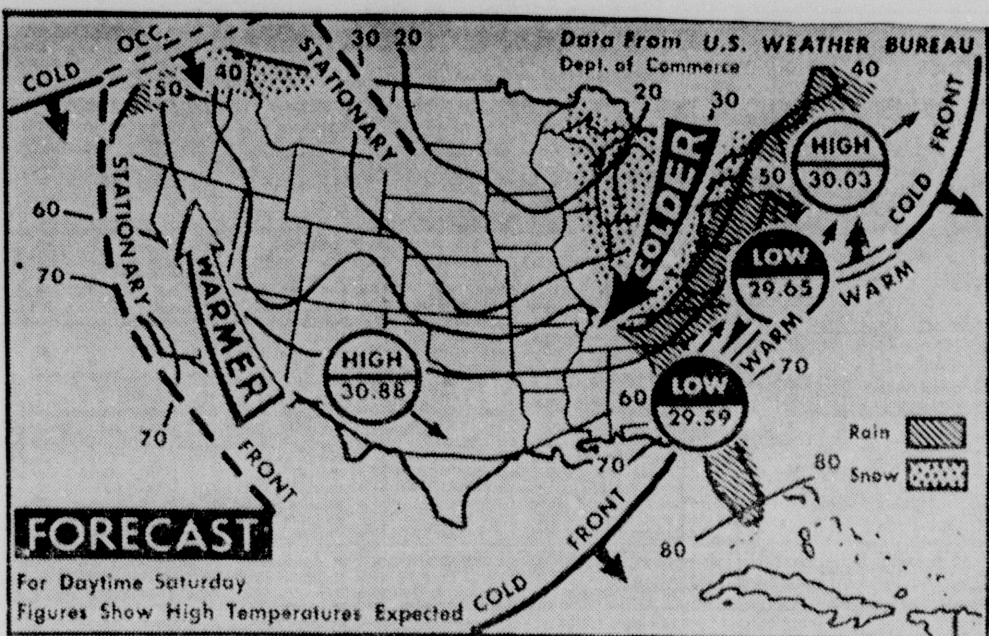 Data From U.S. WEATHER BUREAU
Dept. of Commerce
COLD
OCC.
STATIONARY
30 20
40
50
20
30
40
COLDER
HIGH
30.03
50
FRONT
COLD
WARM
LOW
29.65
WARM
70
STATIONARY
60
70
70
FRONT
WARMER
HIGH
30.88
LOW
29.59
60
70
80
80
Rain
Snow
FRONT
COLD
FORECAST
For Daytime Saturday
Figures Show High Temperatures Expected